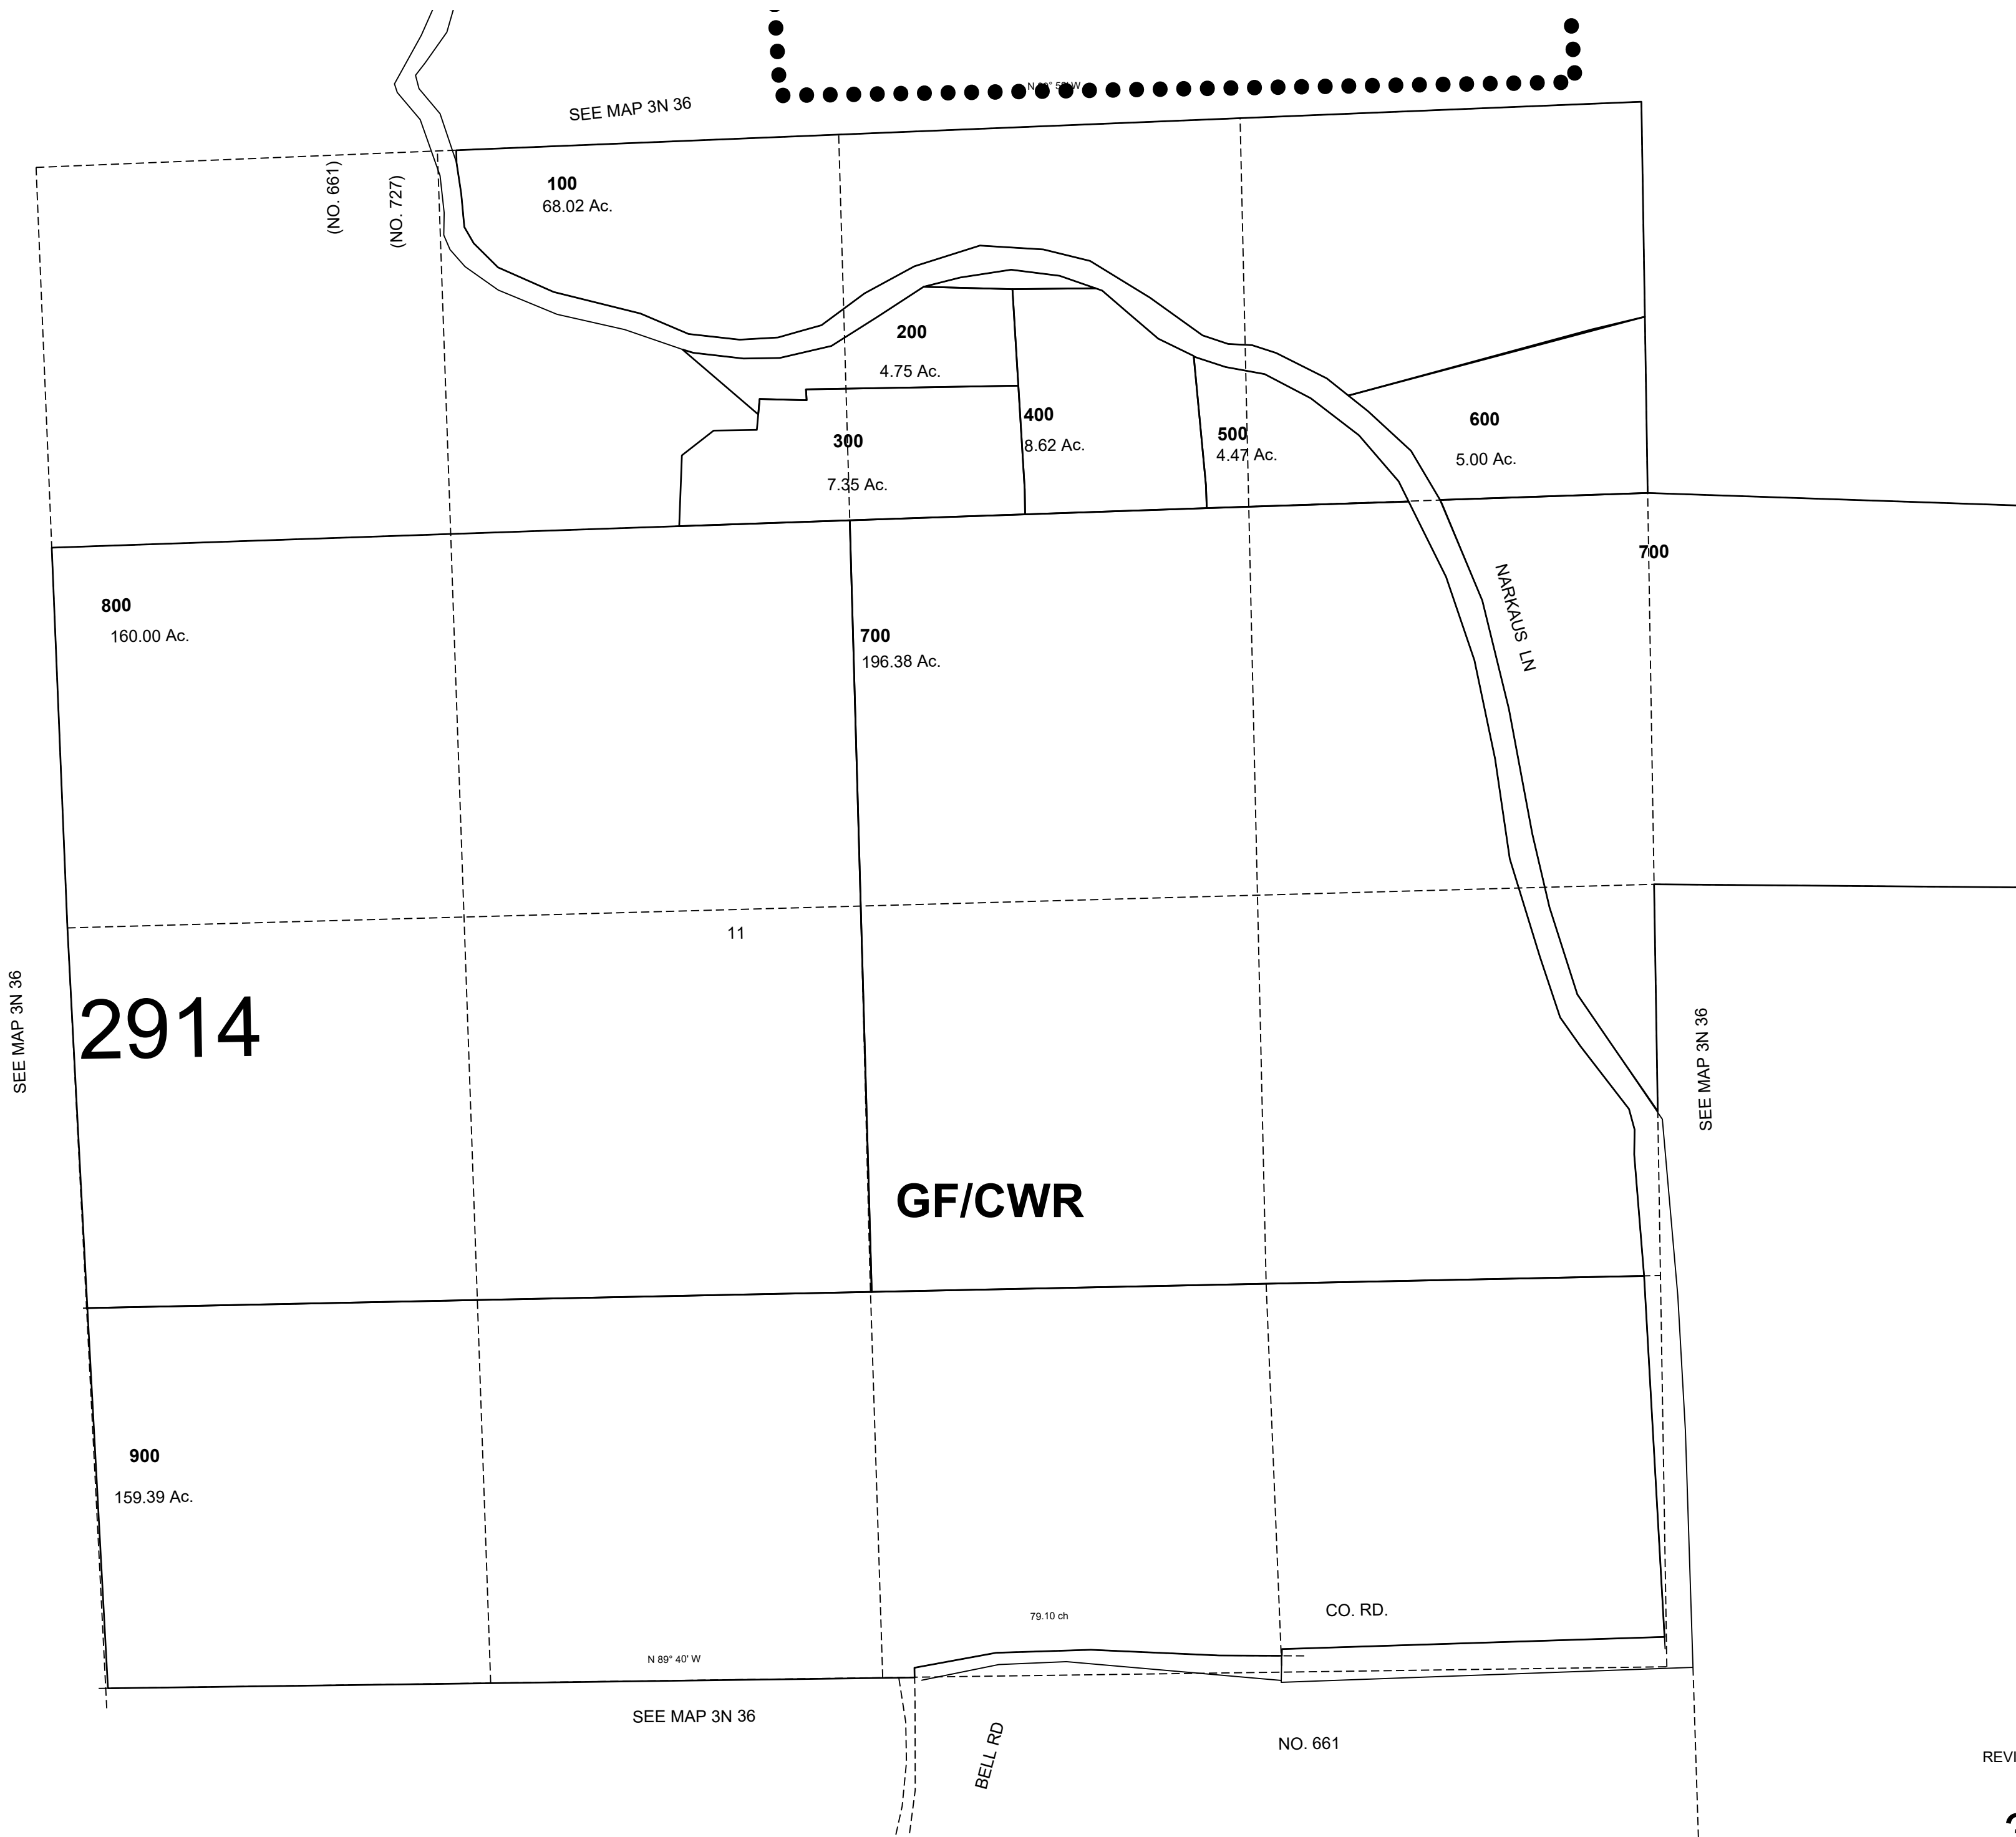 SEE MAP 3N 36
(NO. 661)
(NO. 727)
100
68.02 Ac.
200
4.75 Ac.
300
7.35 Ac.
400
8.62 Ac.
500
4.47 Ac.
600
5.00 Ac.
700
NARKAUS LN
800
160.00 Ac.
700
196.38 Ac.
11
2914
SEE MAP 3N 36
SEE MAP 3N 36
GF/CWR
900
159.39 Ac.
79.10 ch
CO. RD.
N 89° 40' W
SEE MAP 3N 36
BELL RD
NO. 661